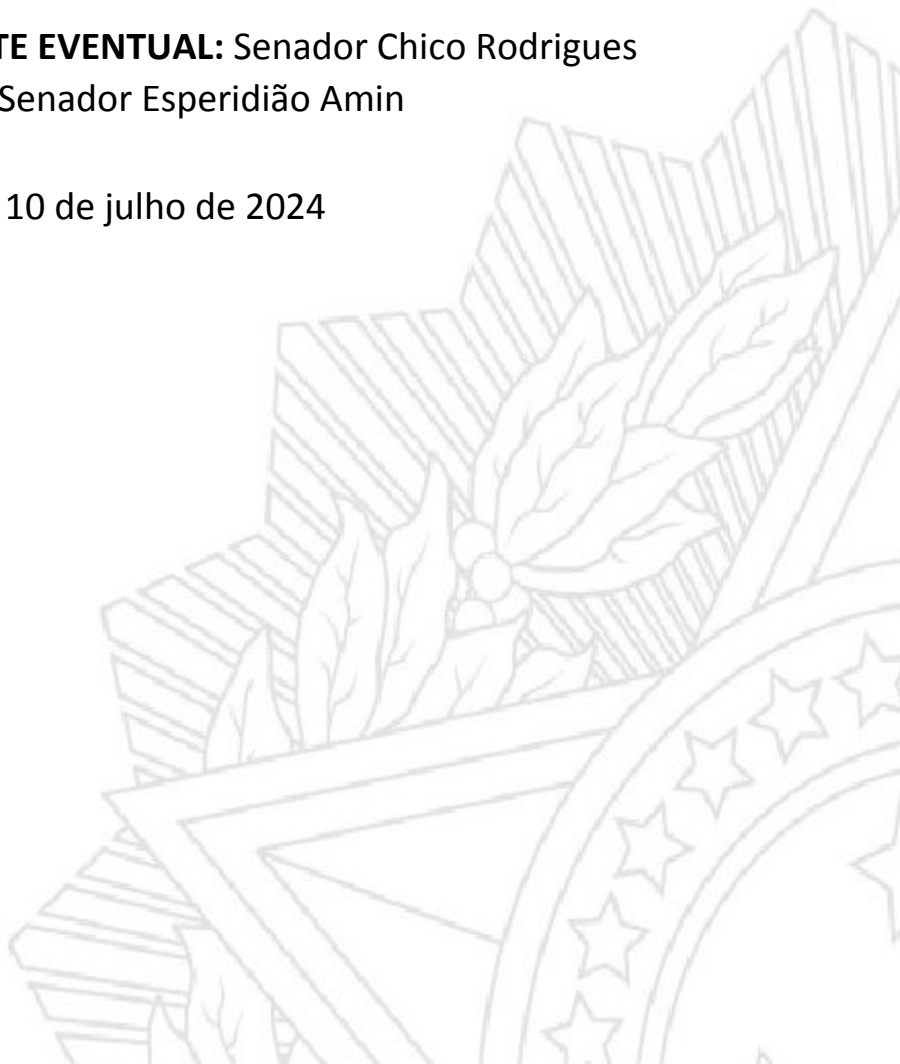 TE EVENTUAL: Senador Chico Rodrigues
Senador Esperidião Amin
10 de julho de 2024